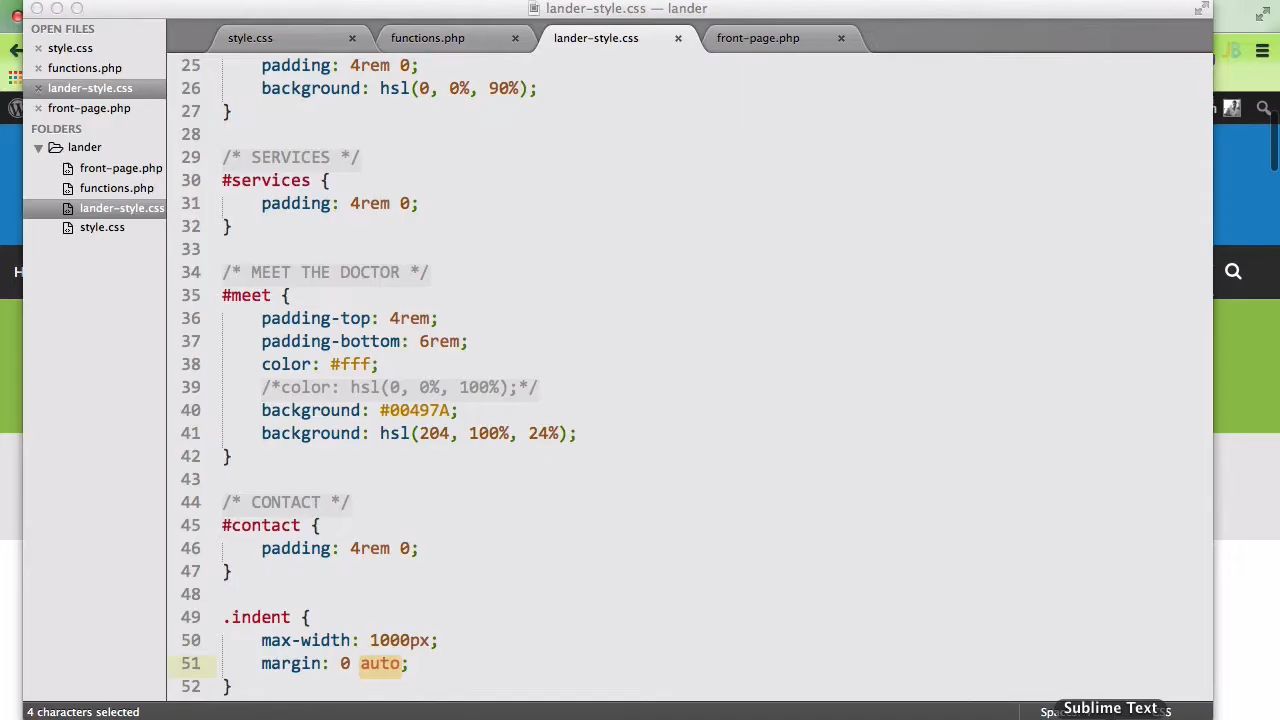 lander-style.css — lander
OPEN FILES
style.css
functions.php
lander-style.css
front-page.php
FOLDERS
lander
front-page.php
functions.php
lander-style.css
style.css
style.css
functions.php
lander-style.css
front-page.php
25 padding: 4rem 0;
26 background: hsl(0, 0%, 90%);
27 }
28
29 /* SERVICES */
30 #services {
31 padding: 4rem 0;
32 }
33
34 /* MEET THE DOCTOR */
35 #meet {
36 padding-top: 4rem;
37 padding-bottom: 6rem;
38 color: #fff;
39 /*color: hsl(0, 0%, 100%);*/
40 background: #00497A;
41 background: hsl(204, 100%, 24%);
42 }
43
44 /* CONTACT */
45 #contact {
46 padding: 4rem 0;
47 }
48
49 .indent {
50 max-width: 1000px;
51 margin: 0 auto;
52 }
4 characters selected
Sublime Text
JB
H